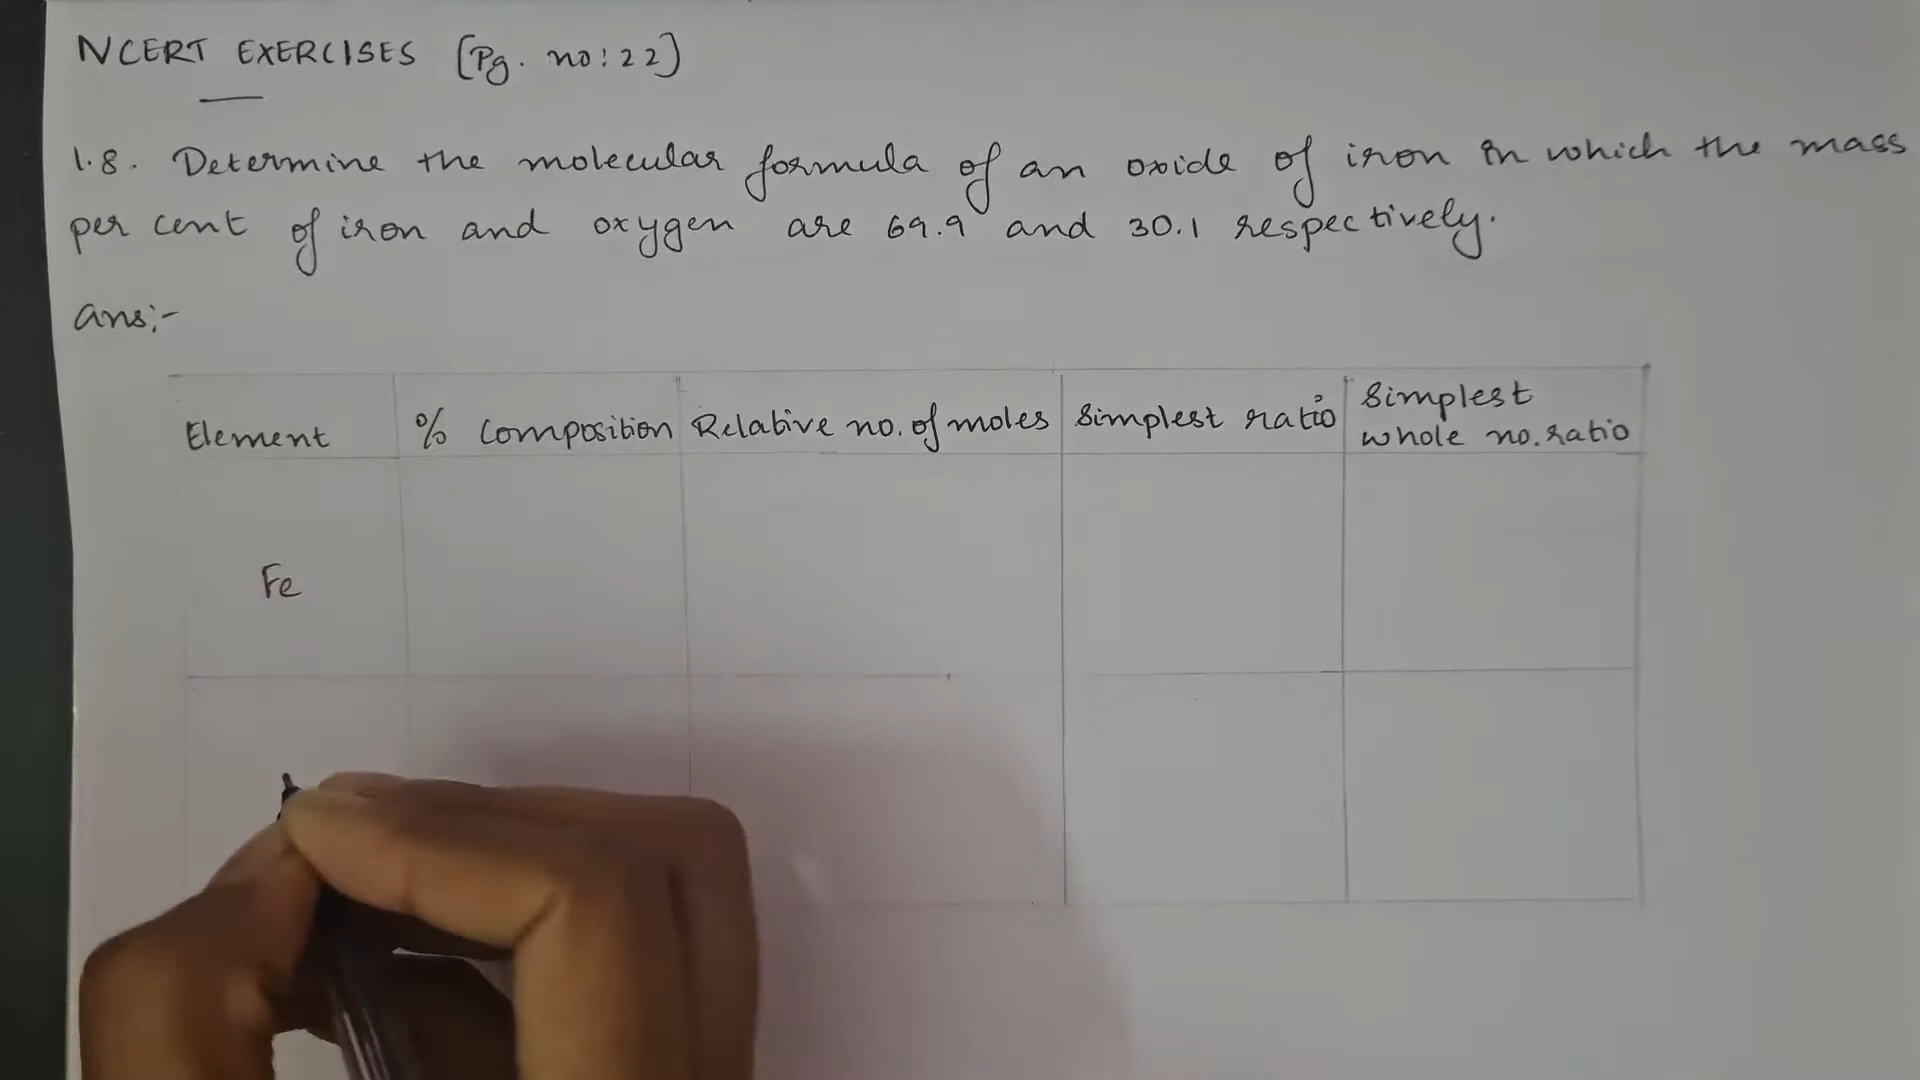 NCERT EXERCISES [Pg. no:22]
1.8. Determine the molecular formula of an oxide of iron in which the mass
per cent of iron and oxygen are 69.9 and 30.1 respectively.
ans:-
Element % composition Relative no. of moles Simplest ratio Simplest whole no. ratio
Fe